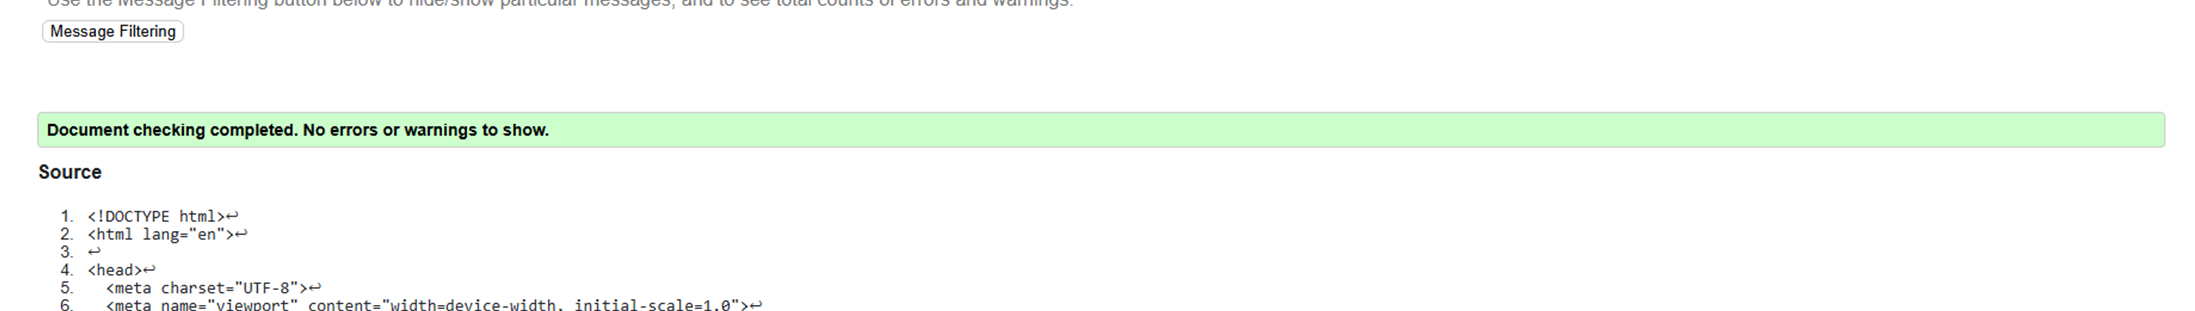 Use the Message Filtering button below to hide/show particular messages, and to see total counts of errors and warnings.
Message Filtering
Document checking completed. No errors or warnings to show.
Source
1. <!DOCTYPE html>↩
2. <html lang="en">↩
3. ↩
4. <head>↩
5. <meta charset="UTF-8">↩
6. <meta name="viewport" content="width=device-width, initial-scale=1.0">↩